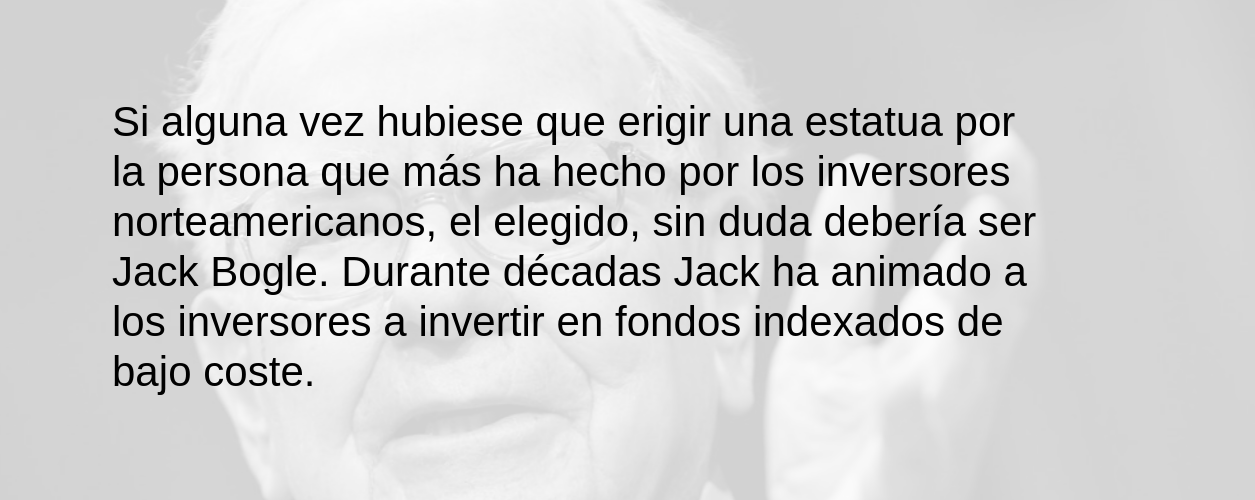 Si alguna vez hubiese que erigir una estatua por
la persona que más ha hecho por los inversores
norteamericanos, el elegido, sin duda debería ser
Jack Bogle. Durante décadas Jack ha animado a
los inversores a invertir en fondos indexados de
bajo coste.